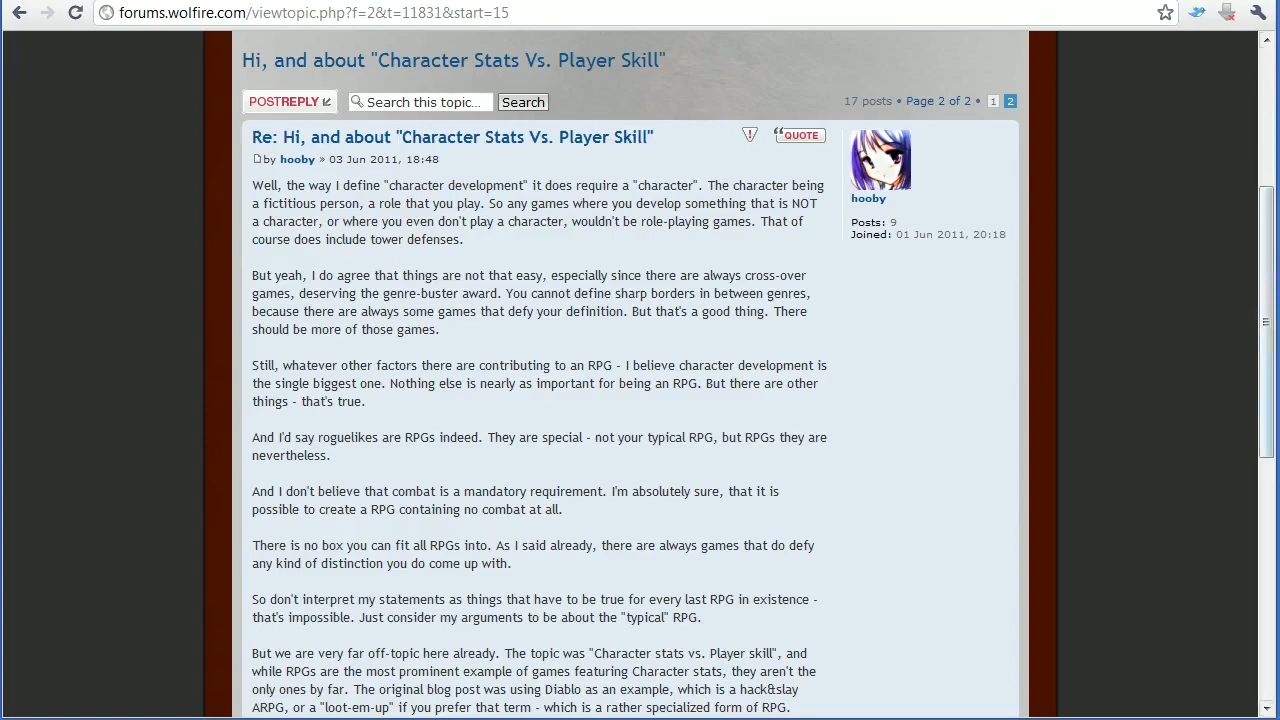 forums.wolfire.com/viewtopic.php?f=2&t=11831&start=15
Hi, and about "Character Stats Vs. Player Skill"
POSTREPLY
Search this topic...
Search
17 posts • Page 2 of 2 • 1 2
Re: Hi, and about "Character Stats Vs. Player Skill"
QUOTE
by hooby » 03 Jun 2011, 18:48
Well, the way I define "character development" it does require a "character". The character being
a fictitious person, a role that you play. So any games where you develop something that is NOT
a character, or where you even don't play a character, wouldn't be role-playing games. That of
course does include tower defenses.
But yeah, I do agree that things are not that easy, especially since there are always cross-over
games, deserving the genre-buster award. You cannot define sharp borders in between genres,
because there are always some games that defy your definition. But that's a good thing. There
should be more of those games.
Still, whatever other factors there are contributing to an RPG - I believe character development is
the single biggest one. Nothing else is nearly as important for being an RPG. But there are other
things - that's true.
And I'd say roguelikes are RPGs indeed. They are special - not your typical RPG, but RPGs they are
nevertheless.
And I don't believe that combat is a mandatory requirement. I'm absolutely sure, that it is
possible to create a RPG containing no combat at all.
There is no box you can fit all RPGs into. As I said already, there are always games that do defy
any kind of distinction you do come up with.
So don't interpret my statements as things that have to be true for every last RPG in existence -
that's impossible. Just consider my arguments to be about the "typical" RPG.
But we are very far off-topic here already. The topic was "Character stats vs. Player skill", and
while RPGs are the most prominent example of games featuring Character stats, they aren't the
only ones by far. The original blog post was using Diablo as an example, which is a hack&slay
ARPG, or a "loot-em-up" if you prefer that term - which is a rather specialized form of RPG.
hooby
Posts: 9
Joined: 01 Jun 2011, 20:18